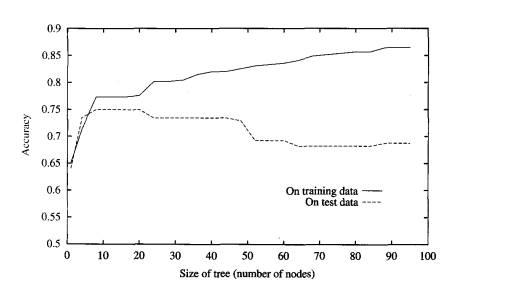 0.9
0.85
0.8
0.75
0.7
0.65
0.6
0.55
0.5
Accuracy
On training data
On test data
0 10 20 30 40 50 60 70 80 90 100
Size of tree (number of nodes)